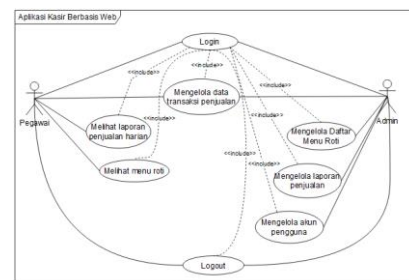 Aplikasi Kasir Berbasis Web
Login
<<include>>
<<include>>
<<include>>
Mengelola data
transaksi penjualan
<<include>>
<<include>>
Pegawai
Melihat laporan
penjualan harian
Mengelola Daftar
Menu Roti
Admin
<<include>>
Melihat menu roti
Mengelola laporan
penjualan
<<include>>
<<include>>
Mengelola akun
pengguna
Logout